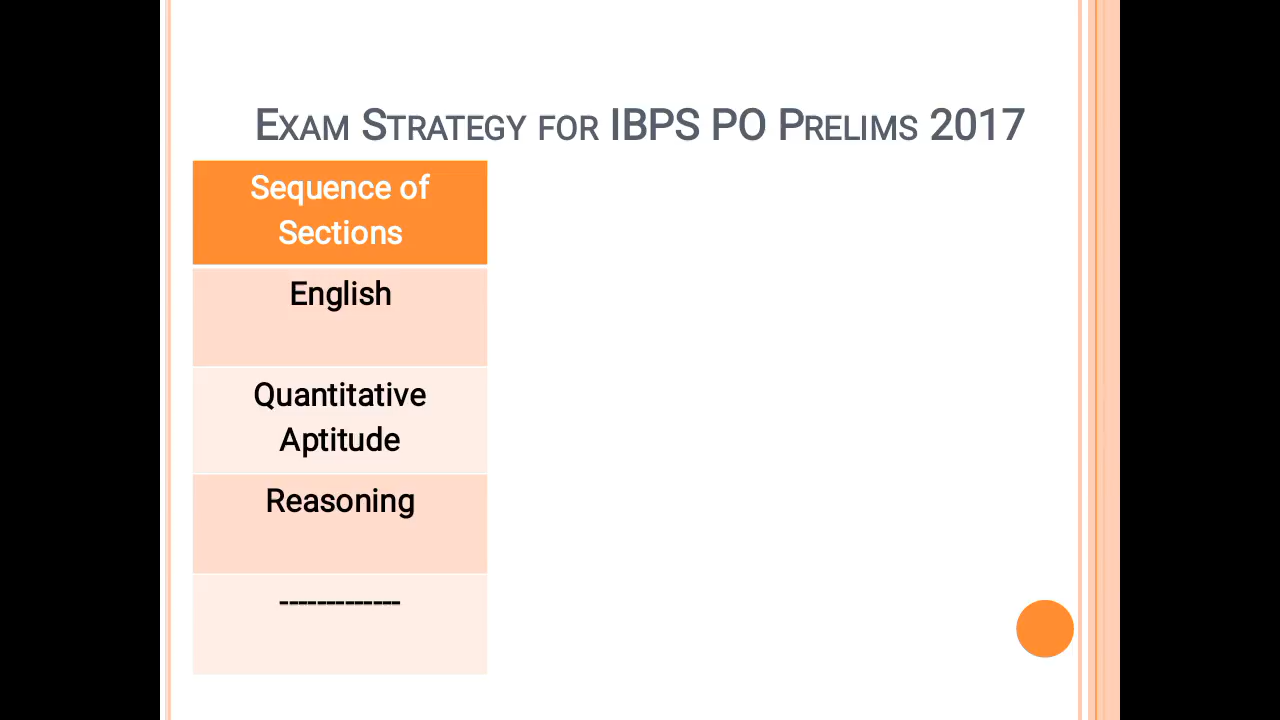 Exam Strategy for IBPS PO Prelims 2017
Sequence of
Sections
English
Quantitative
Aptitude
Reasoning
-------------